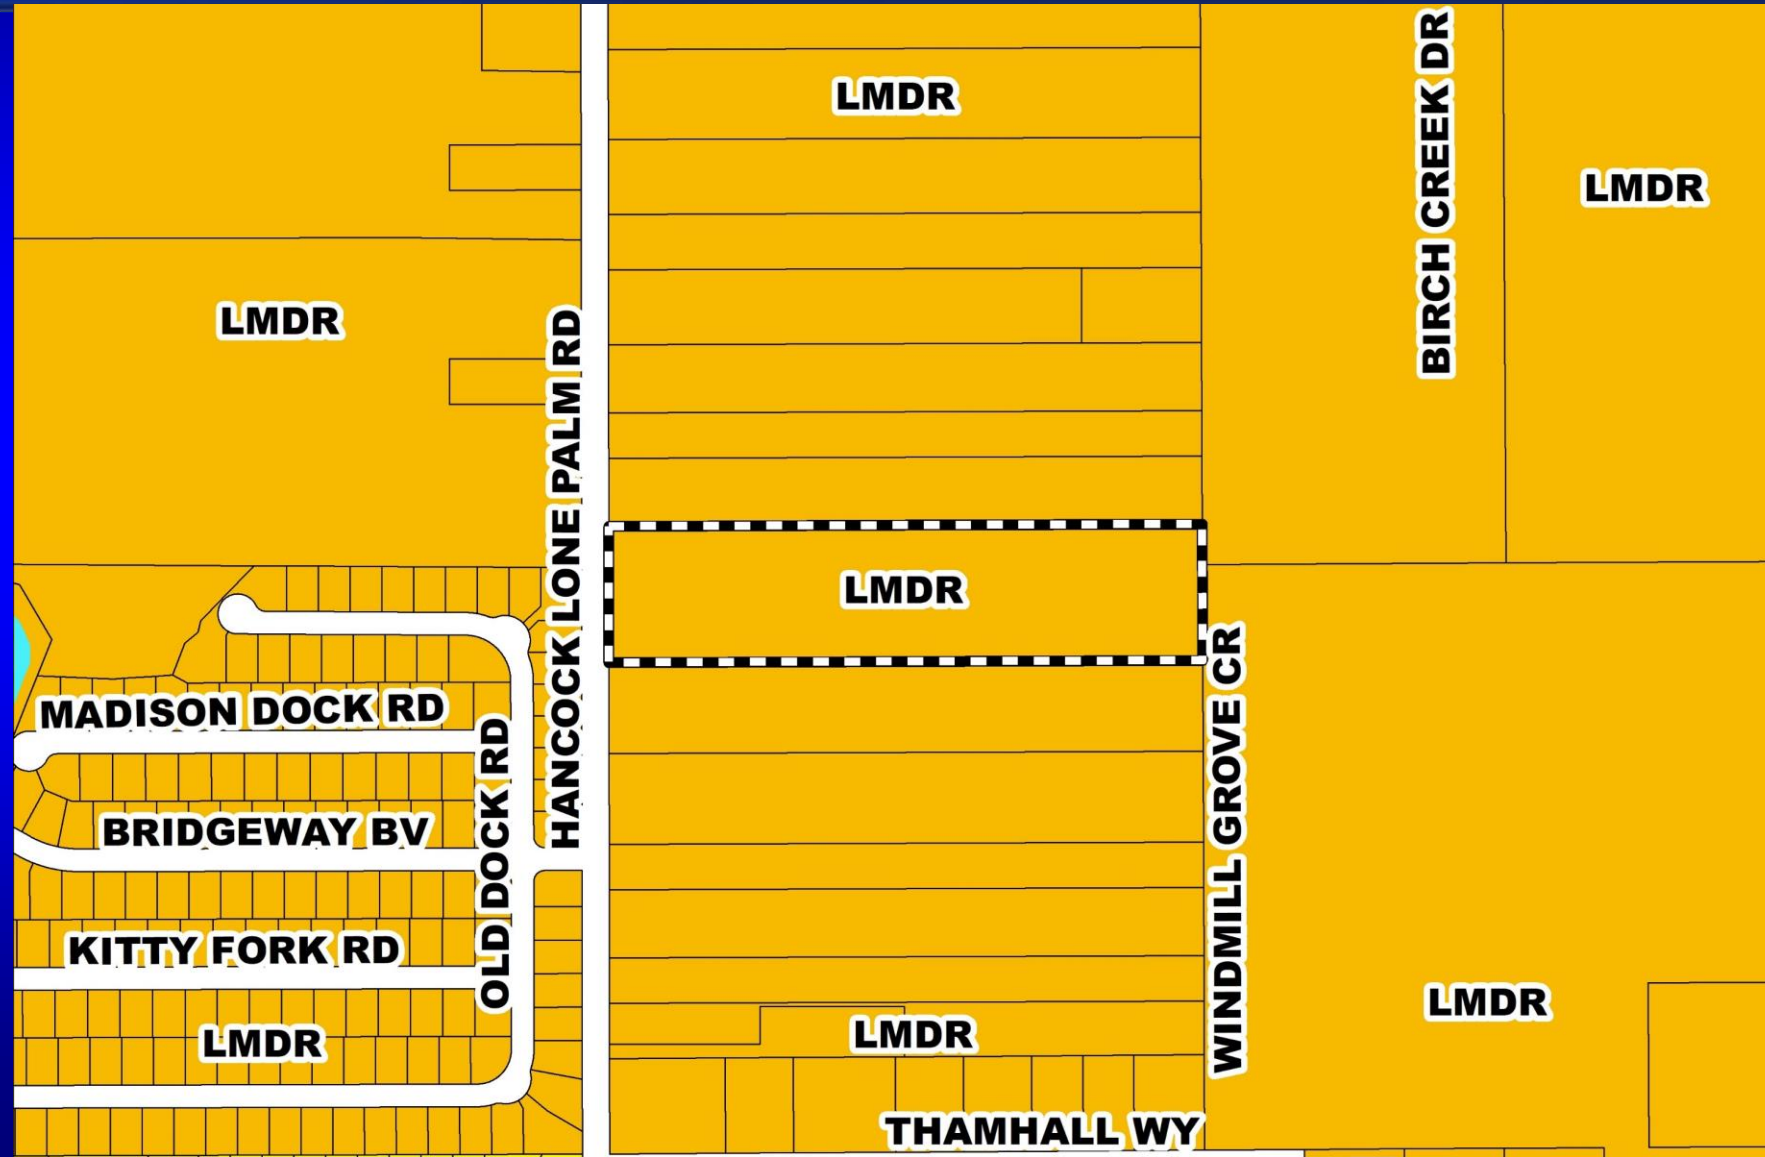 LMDR
BIRCH CREEK DR
LMDR
LMDR
HANCOCK LONE PALM RD
LMDR
MADISON DOCK RD
OLD DOCK RD
BRIDGEWAY BV
WINDMILL GROVE CR
KITTY FORK RD
LMDR
LMDR
LMDR
THAMHALL WY